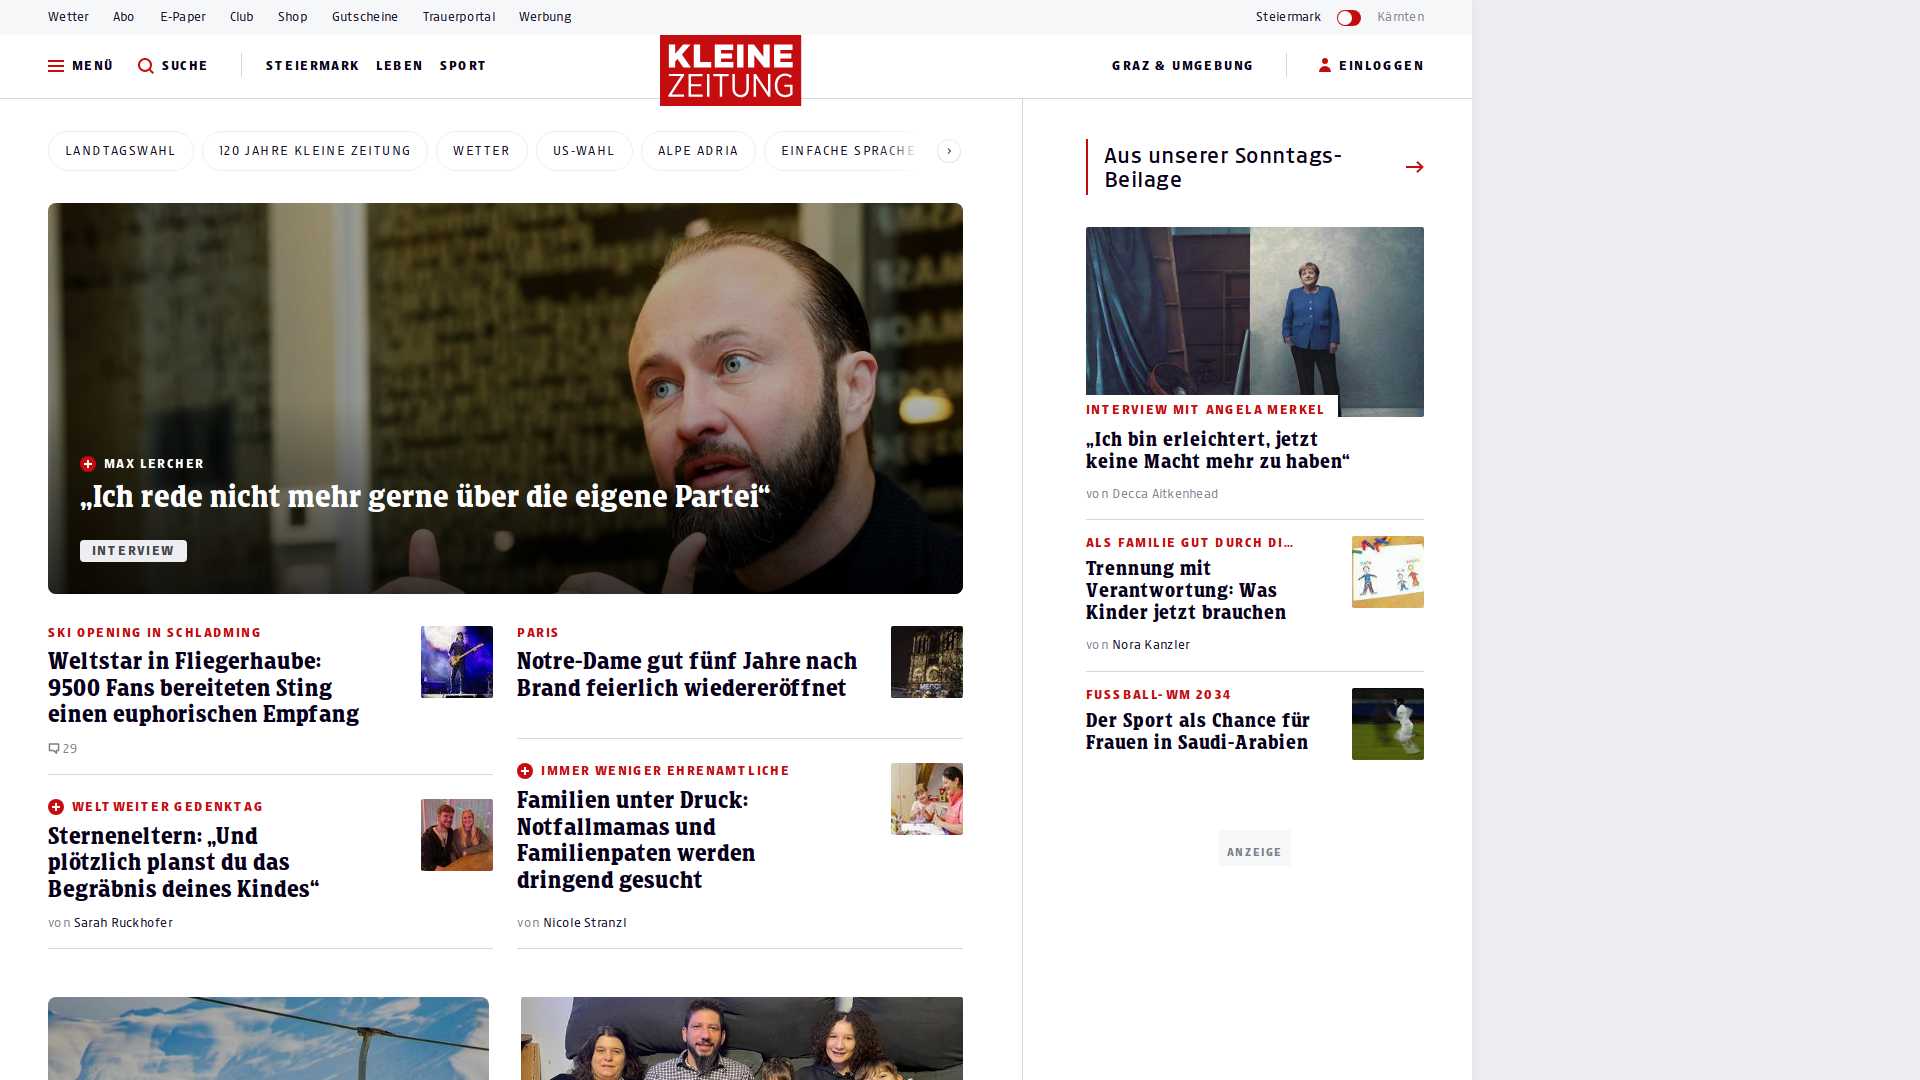 Wetter Abo E-Paper Club Shop Gutscheine Trauerportal Werbung
Steiermark Kärnten
MENÜ SUCHE STEIERMARK LEBEN SPORT
KLEINE
ZEITUNG
GRAZ & UMGEBUNG EINLOGGEN
LANDTAGSWAHL 120 JAHRE KLEINE ZEITUNG WETTER US-WAHL ALPE ADRIA EINFACHE SPRACHE
MAX LERCHER
„Ich rede nicht mehr gerne über die eigene Partei“
INTERVIEW
SKI OPENING IN SCHLADMING
Weltstar in Fliegerhaube:
9500 Fans bereiteten Sting
einen euphorischen Empfang
29
WELTWEITER GEDENKTAG
Sterneneltern: „Und
plötzlich planst du das
Begräbnis deines Kindes“
von Sarah Ruckhofer
PARIS
Notre-Dame gut fünf Jahre nach
Brand feierlich wiedereröffnet
MERCI
IMMER WENIGER EHRENAMTLICHE
Familien unter Druck:
Notfallmamas und
Familienpaten werden
dringend gesucht
von Nicole Stranzl
Aus unserer Sonntags-
Beilage
INTERVIEW MIT ANGELA MERKEL
„Ich bin erleichtert, jetzt
keine Macht mehr zu haben“
von Decca Aitkenhead
ALS FAMILIE GUT DURCH DI…
Trennung mit
Verantwortung: Was
Kinder jetzt brauchen
von Nora Kanzler
FUSSBALL-WM 2034
Der Sport als Chance für
Frauen in Saudi-Arabien
ANZEIGE